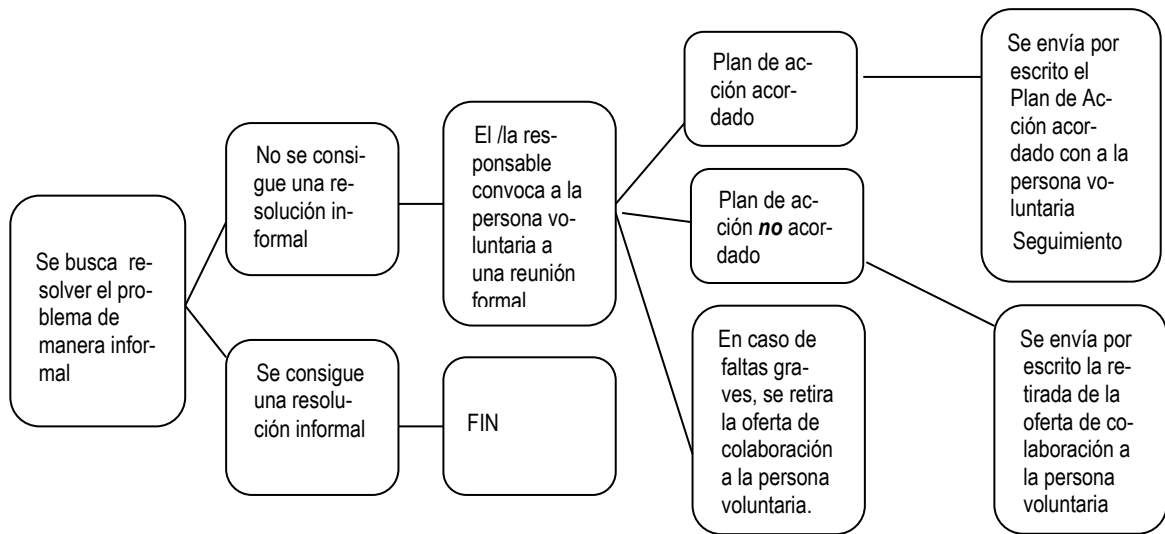 Se busca resolver el pro-
blema de
manera infor-
mal
No se consi-
gue una re-
solución in-
formal
Se consigue
una resolu-
ción informal
El /la res-
ponsable
convoca a la
persona vo-
luntaria a
una reunión
formal
FIN
Plan de ac-
ción acor-
dado
Plan de ac-
ción no acor-
dado
En caso de
faltas gra-
ves, se retira
la oferta de
colaboración
a la persona
voluntaria.
Se envía por
escrito el
Plan de Ac-
ción acor-
dado con a la
persona vo-
luntaria
Seguimiento
Se envía por
escrito la re-
tirada de la
oferta de co-
laboración a
la persona
voluntaria